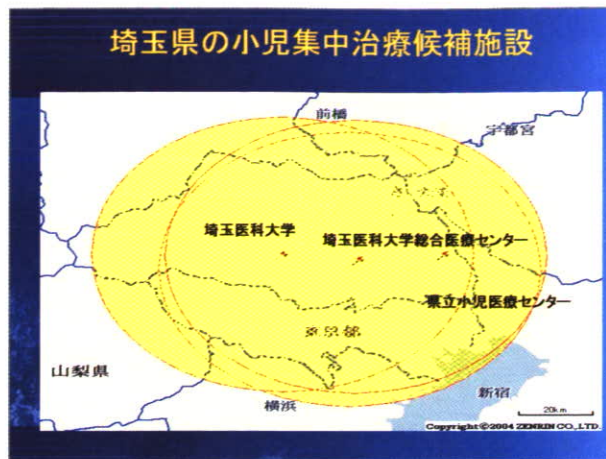 埼玉県の小児集中治療候補施設
前橋
宇都宮
埼玉医科大学
埼玉医科大学総合医療センター
県立小児医療センター
東京都
山梨県
新宿
横浜
20km
Copyright©2004 ZENRIN CO.,LTD.